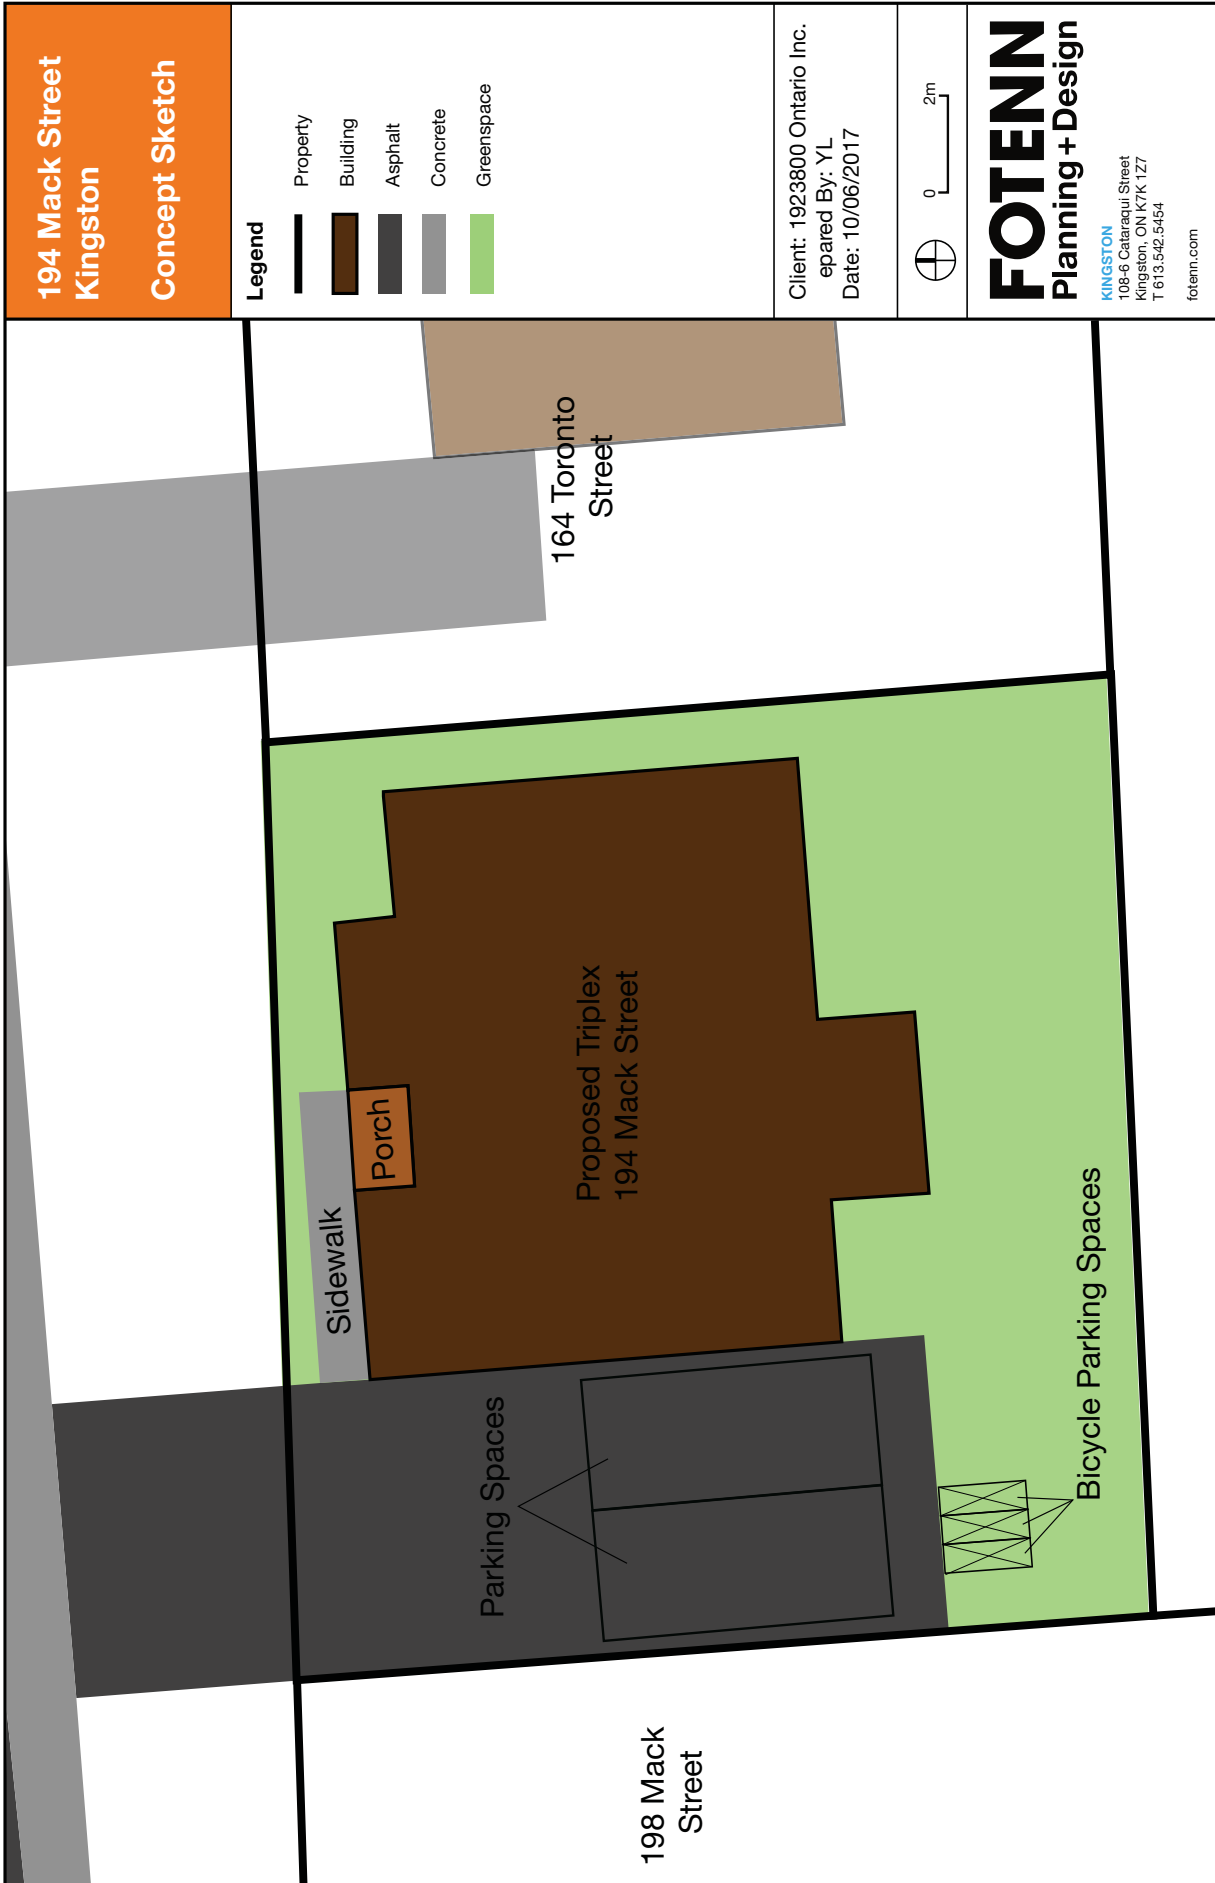 194 Mack Street
Kingston
Concept Sketch
Legend
Property
Building
Asphalt
Concrete
Greenspace
Client: 1923800 Ontario Inc.
epared By: YL
Date: 10/06/2017
0 2m
FOTENN
Planning + Design
KINGSTON
108-6 Cataraqui Street
Kingston, ON K7K 1Z7
T 613.542.5454
fotenn.com
164 Toronto
Street
Sidewalk
Porch
Proposed Triplex
194 Mack Street
Parking Spaces
Bicycle Parking Spaces
198 Mack
Street